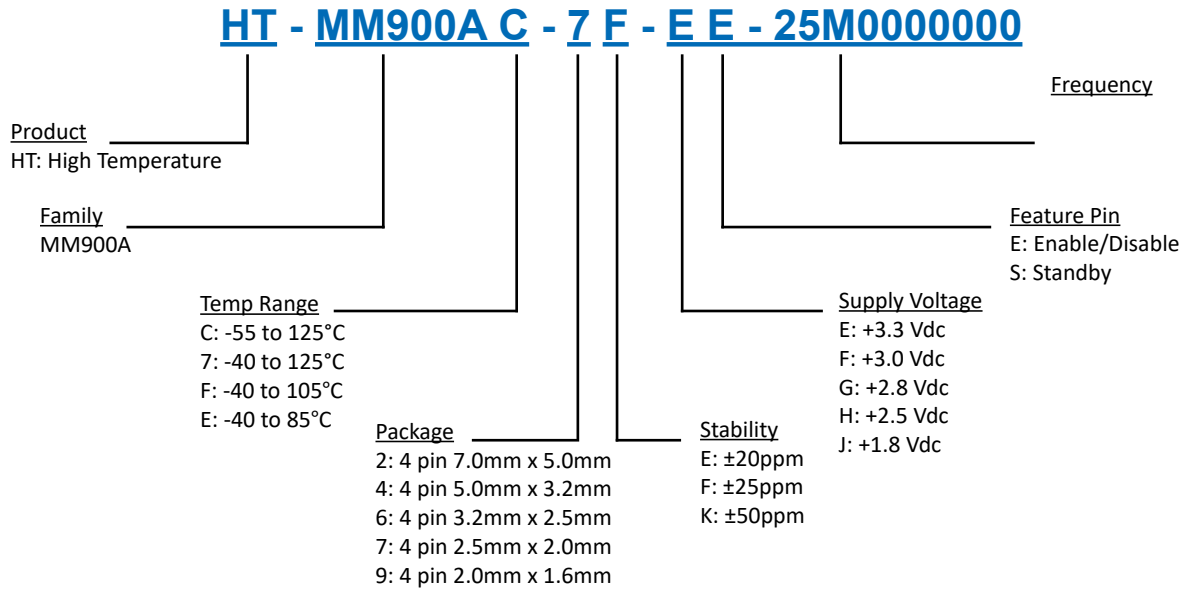 HT - MM900A C - 7 F - E E - 25M0000000
Frequency
Product
HT: High Temperature
Family
MM900A
Feature Pin
E: Enable/Disable
S: Standby
Temp Range
C: -55 to 125°C
7: -40 to 125°C
F: -40 to 105°C
E: -40 to 85°C
Supply Voltage
E: +3.3 Vdc
F: +3.0 Vdc
G: +2.8 Vdc
H: +2.5 Vdc
J: +1.8 Vdc
Package
2: 4 pin 7.0mm x 5.0mm
4: 4 pin 5.0mm x 3.2mm
6: 4 pin 3.2mm x 2.5mm
7: 4 pin 2.5mm x 2.0mm
9: 4 pin 2.0mm x 1.6mm
Stability
E: ±20ppm
F: ±25ppm
K: ±50ppm